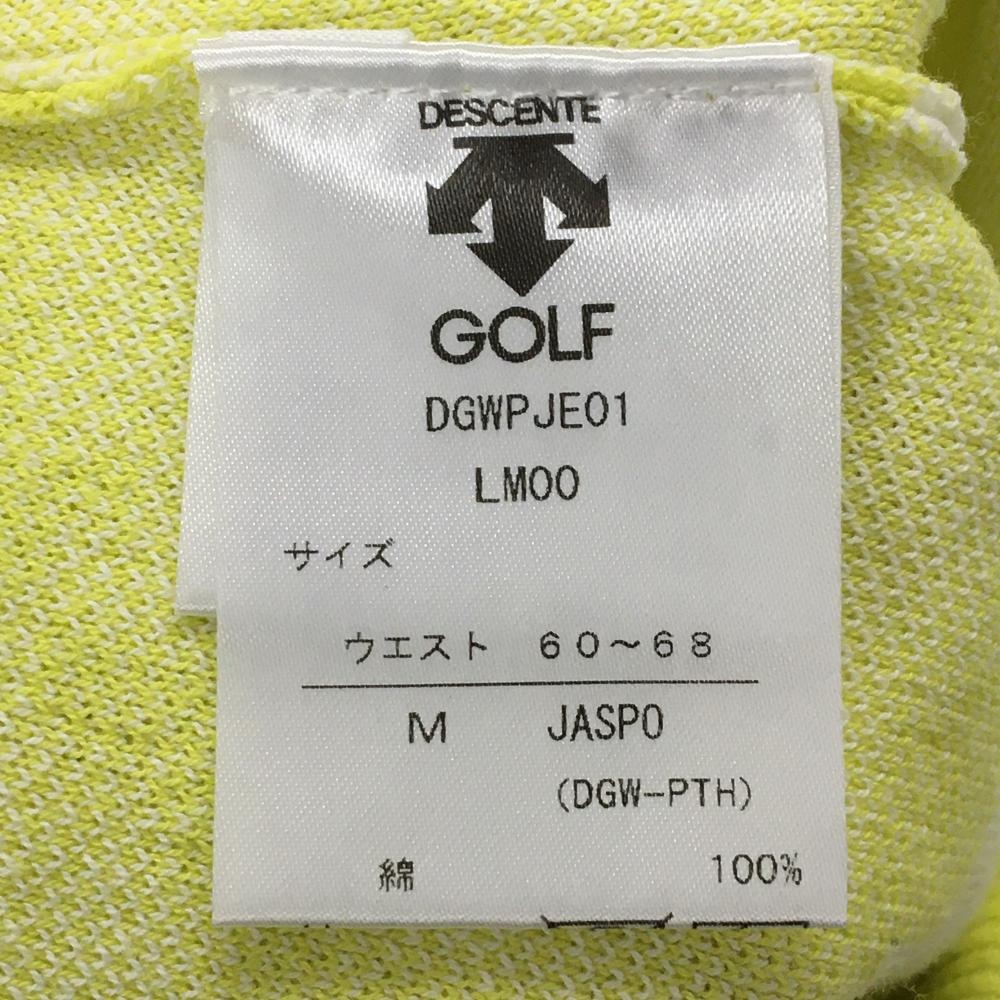 DESCENTE
GOLF
DGWPJE01
LM00
サイズ
ウエスト 60～68
M JASPO
(DGW-PTH)
綿 100%